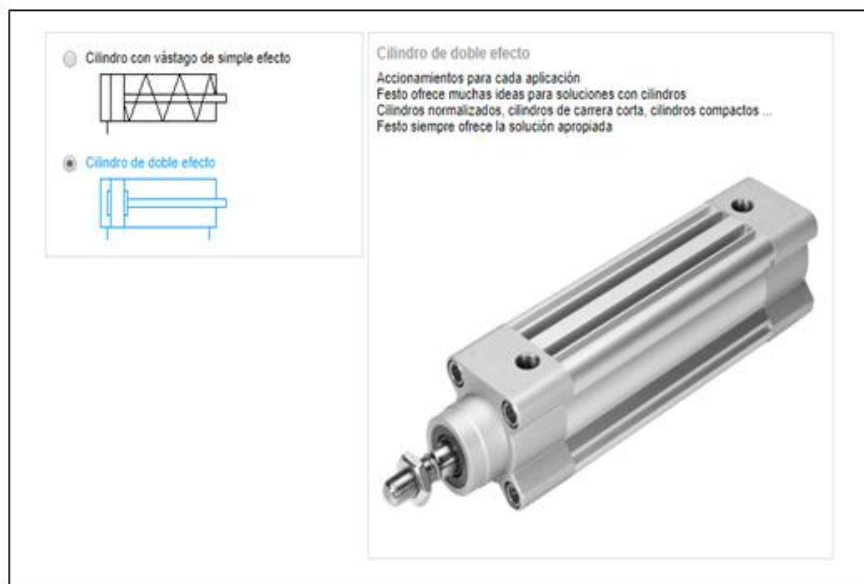 Cilindro con vástago de simple efecto
Cilindro de doble efecto
Cilindro de doble efecto
Accionamientos para cada aplicación
Festo ofrece muchas ideas para soluciones con cilindros
Cilindros normalizados, cilindros de carrera corta, cilindros compactos ...
Festo siempre ofrece la solución apropiada